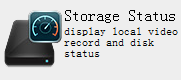 Storage Status
display local video
record and disk
status